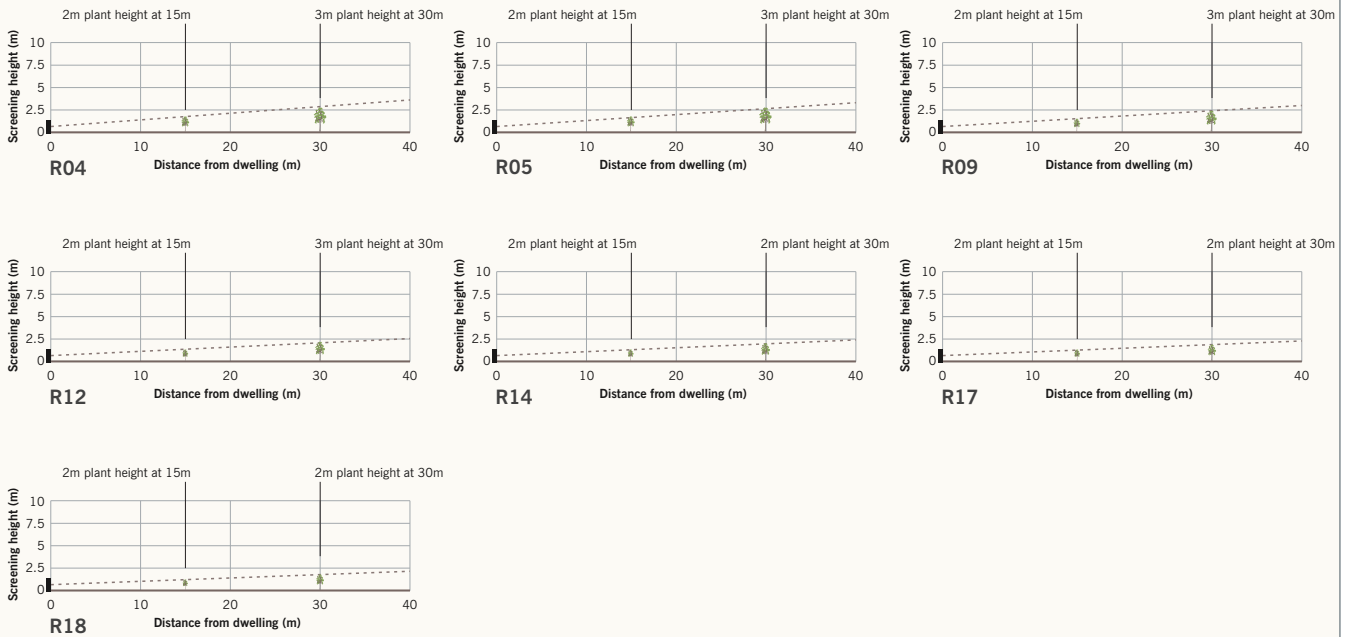 2m plant height at 15m 3m plant height at 30m
Screening height (m)
10
7.5
5
2.5
0
0 10 20 30 40
Distance from dwelling (m)
R04
2m plant height at 15m 3m plant height at 30m
Screening height (m)
10
7.5
5
2.5
0
0 10 20 30 40
Distance from dwelling (m)
R05
2m plant height at 15m 3m plant height at 30m
Screening height (m)
10
7.5
5
2.5
0
0 10 20 30 40
Distance from dwelling (m)
R09
2m plant height at 15m 3m plant height at 30m
Screening height (m)
10
7.5
5
2.5
0
0 10 20 30 40
Distance from dwelling (m)
R12
2m plant height at 15m 2m plant height at 30m
Screening height (m)
10
7.5
5
2.5
0
0 10 20 30 40
Distance from dwelling (m)
R14
2m plant height at 15m 2m plant height at 30m
Screening height (m)
10
7.5
5
2.5
0
0 10 20 30 40
Distance from dwelling (m)
R17
2m plant height at 15m 2m plant height at 30m
Screening height (m)
10
7.5
5
2.5
0
0 10 20 30 40
Distance from dwelling (m)
R18